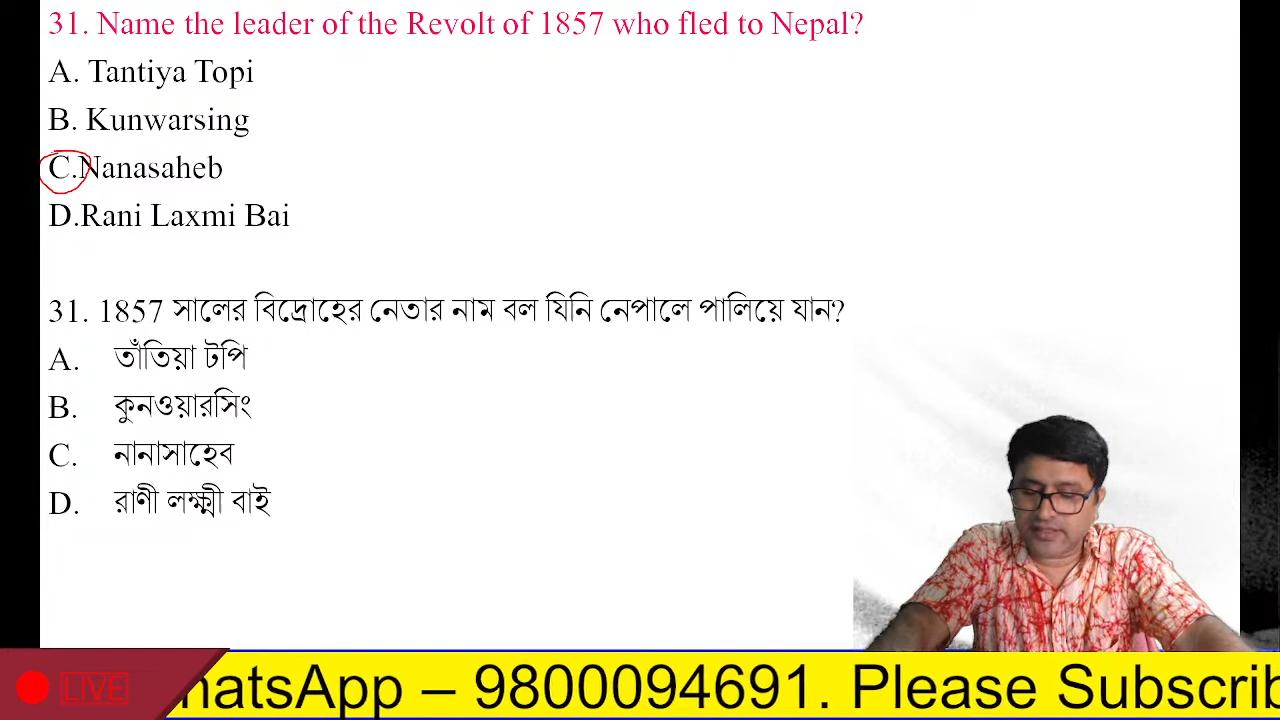 31. Name the leader of the Revolt of 1857 who fled to Nepal?
A. Tantiya Topi
B. Kunwarsing
C.Nanasaheb
D.Rani Laxmi Bai
31. 1857 সালের বিদ্রোহের নেতার নাম বল যিনি নেপালে পালিয়ে যান?
A. তাঁতিয়া টপি
B. কুনওয়ারসিং
C. নানাসাহেব
D. রাণী লক্ষ্মী বাই
LIVE
hatsApp – 9800094691. Please Subscrib